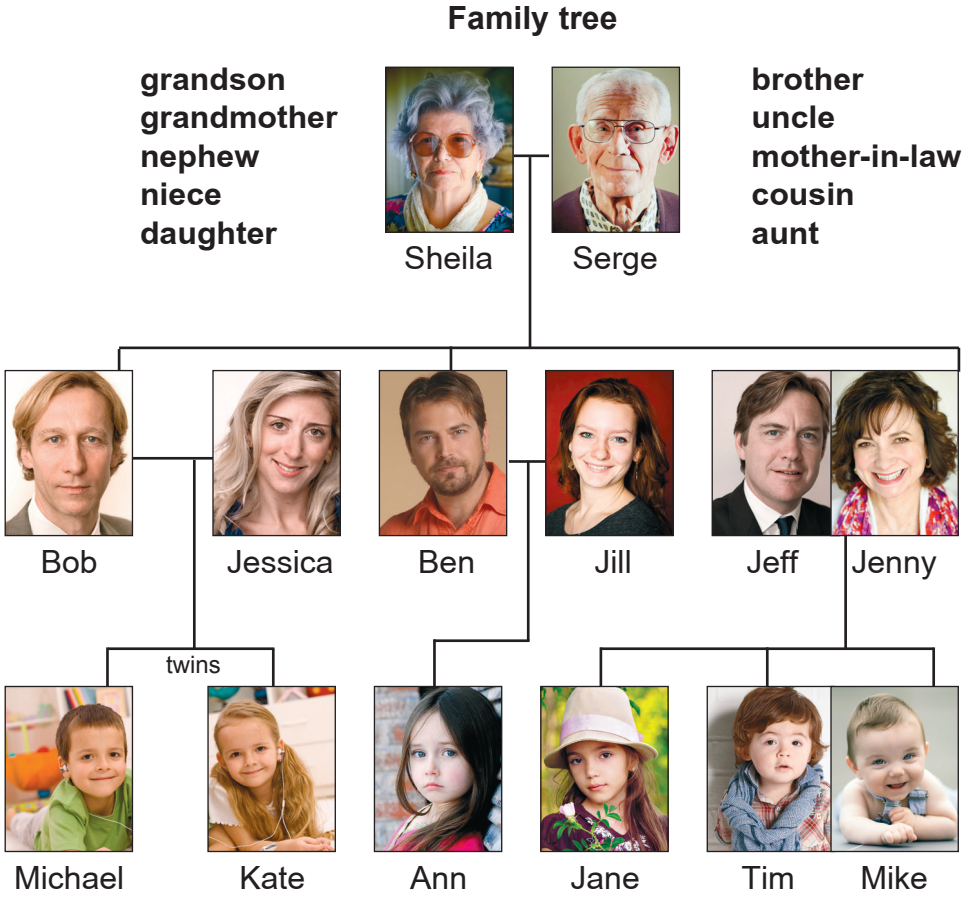 Family tree
grandson
grandmother
nephew
niece
daughter
brother
uncle
mother-in-law
cousin
aunt
Sheila
Serge
Bob
Jessica
Ben
Jill
Jeff
Jenny
twins
Michael
Kate
Ann
Jane
Tim
Mike